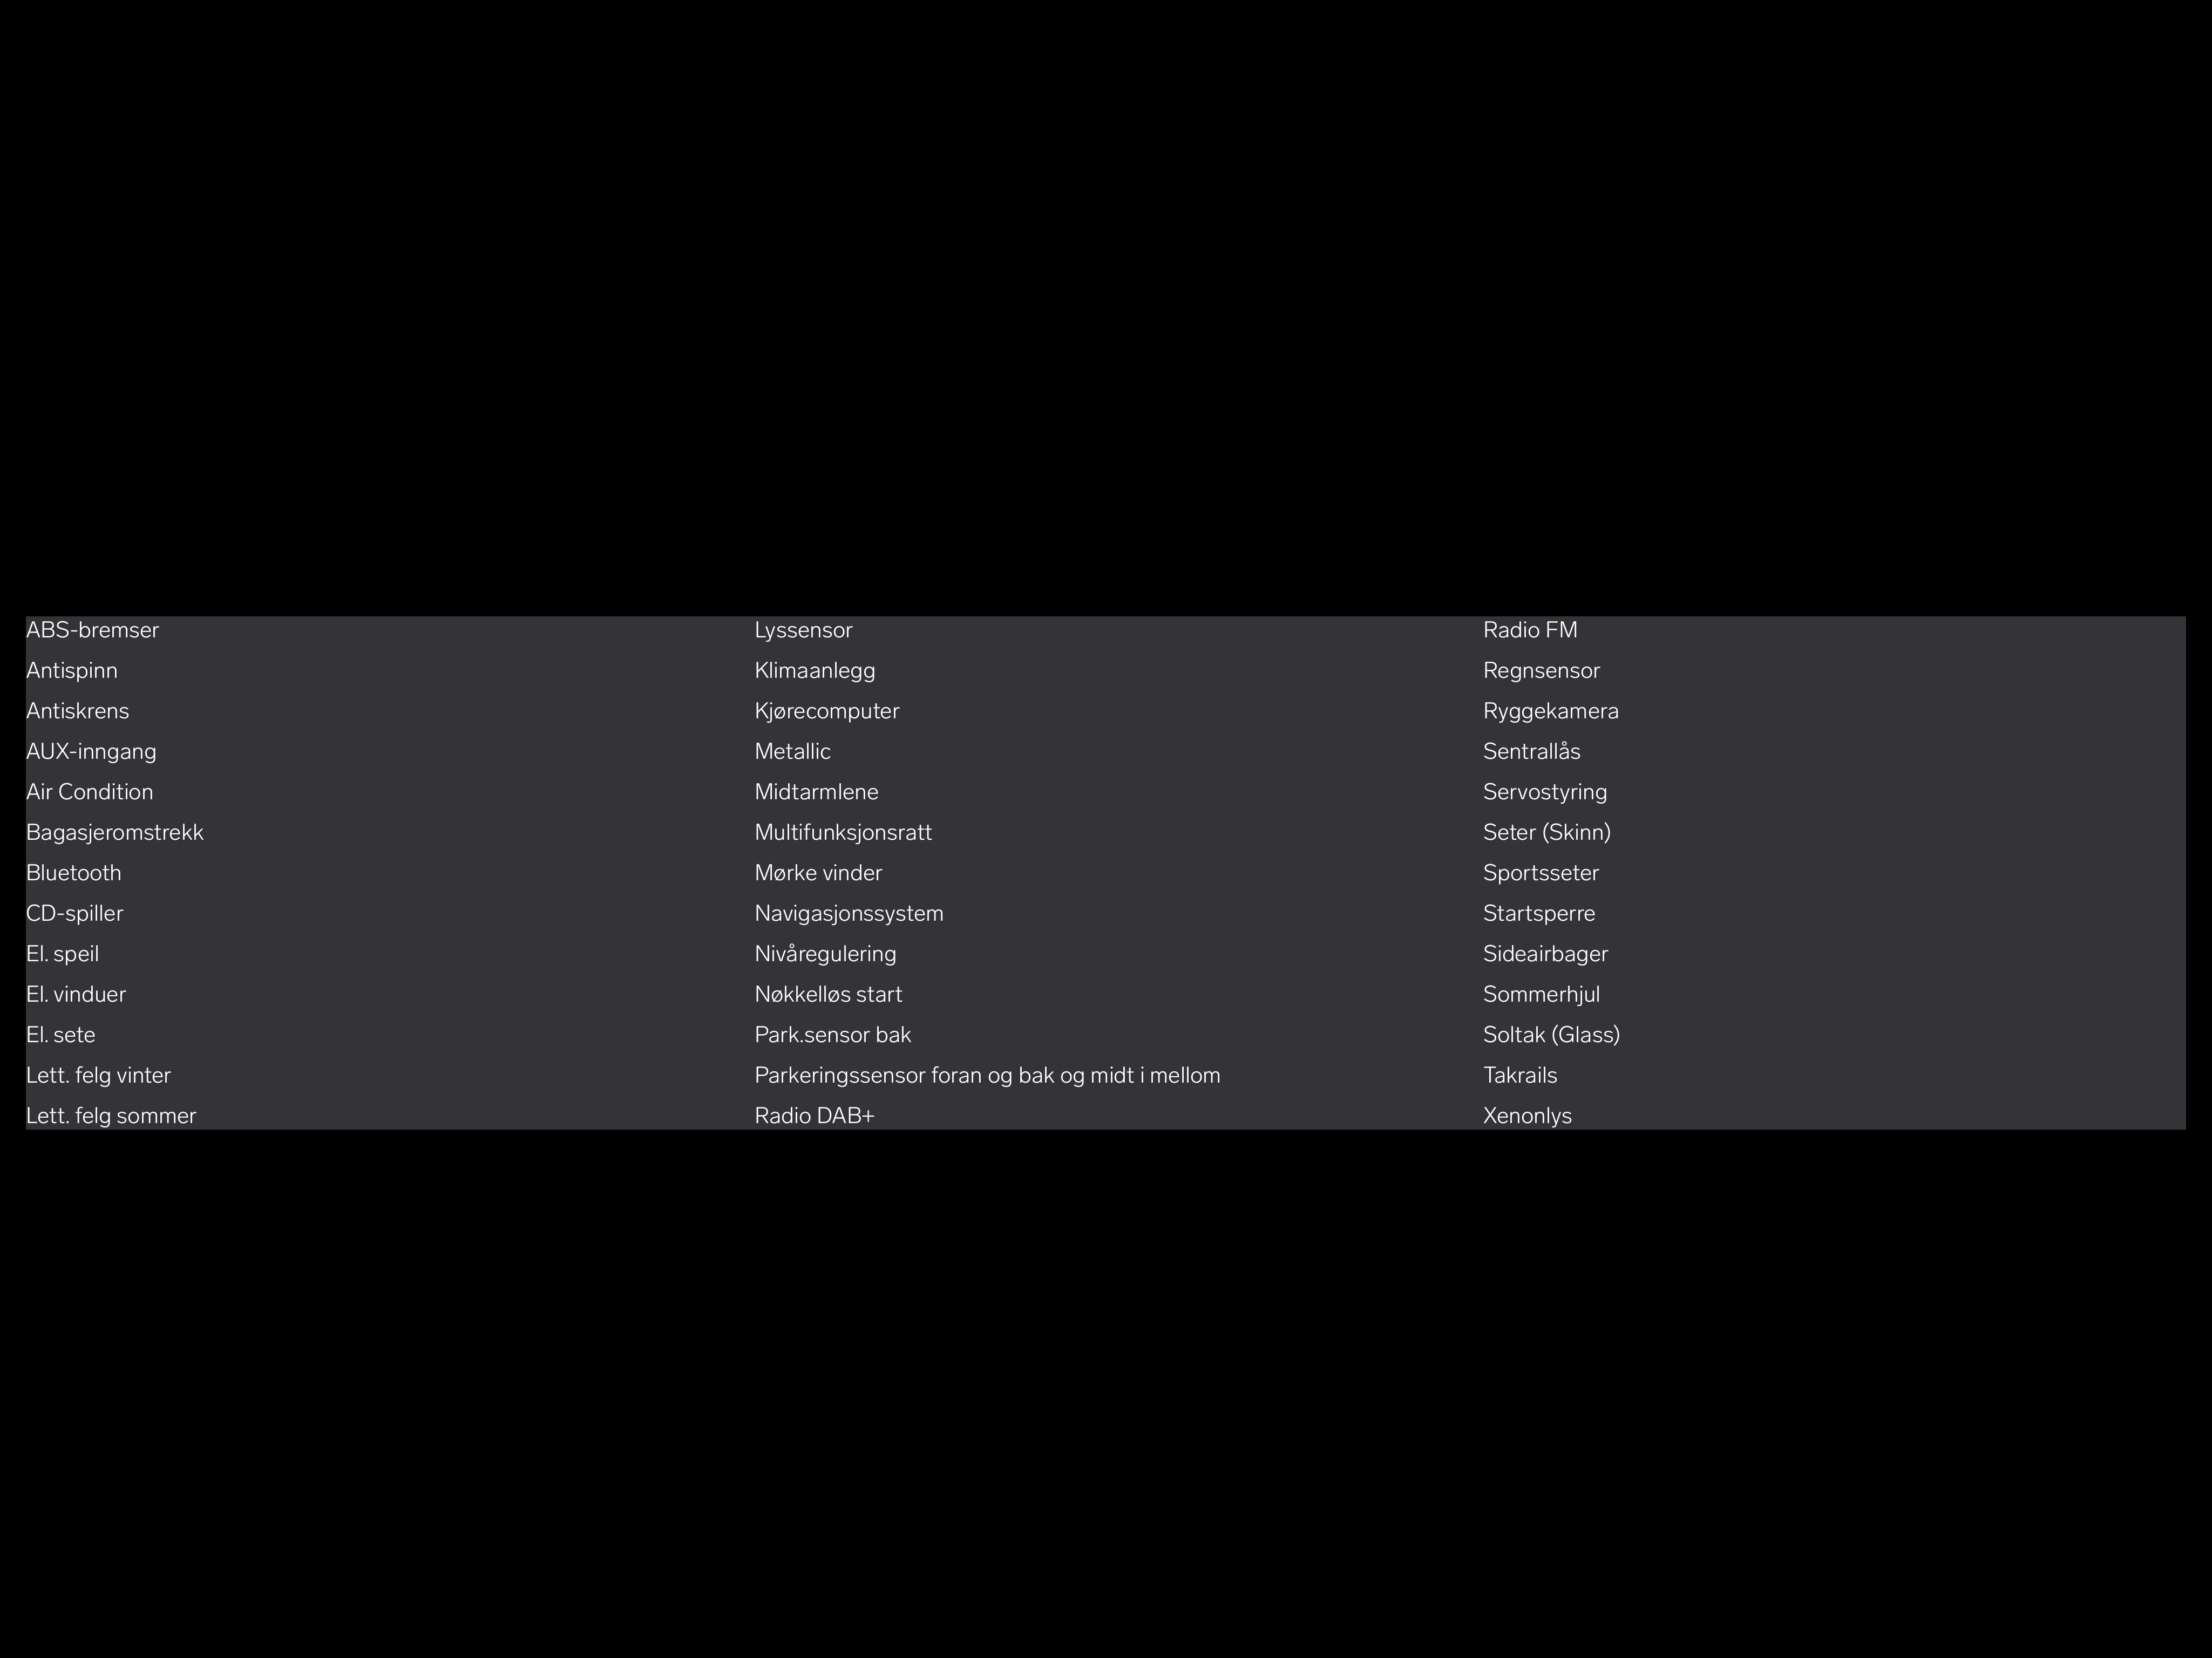 ABS-bremser
Antispinn
Antiskrens
AUX-inngang
Air Condition
Bagasjeromstrekk
Bluetooth
CD-spiller
El. speil
El. vinduer
El. sete
Lett. felg vinter
Lett. felg sommer
Lyssensor
Klimaanlegg
Kjørecomputer
Metallic
Midtarmlene
Multifunksjonsratt
Mørke vinder
Navigasjonssystem
Nivåregulering
Nøkkelløs start
Park.sensor bak
Parkeringssensor foran og bak og midt i mellom
Radio DAB+
Radio FM
Regnsensor
Ryggekamera
Sentrallås
Servostyring
Seter (Skinn)
Sportsseter
Startsperre
Sideairbager
Sommerhjul
Soltak (Glass)
Takrails
Xenonlys